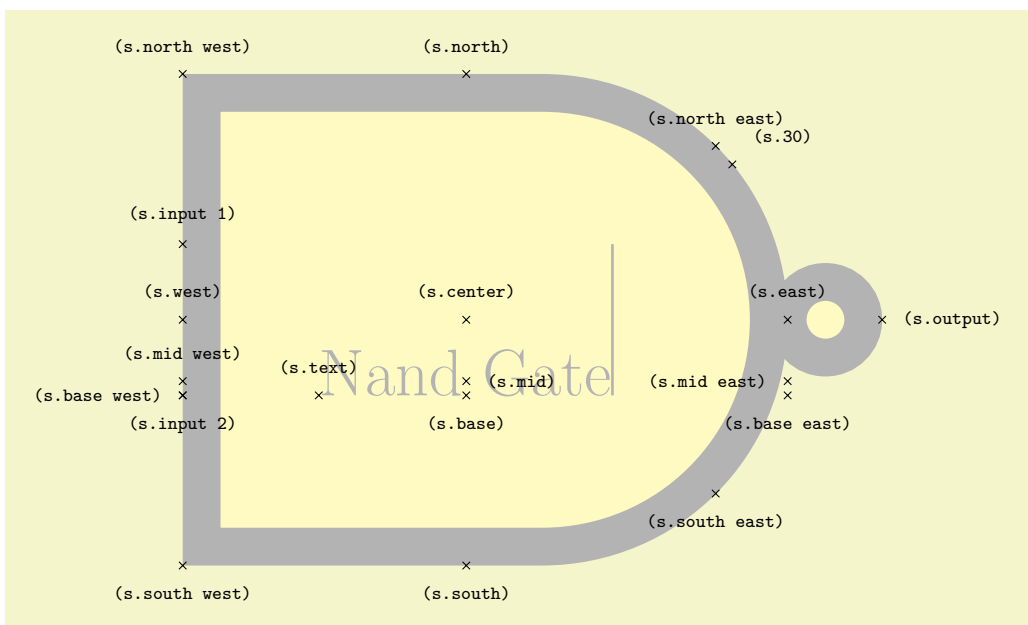 (s.north west) (s.north)
(s.north east)
(s.30)
(s.input 1)
(s.west) (s.center) (s.east)
(s.output)
(s.mid west)
(s.text)
Nand Gate
(s.mid) (s.mid east)
(s.base west)
(s.input 2) (s.base) (s.base east)
(s.south east)
(s.south west) (s.south)